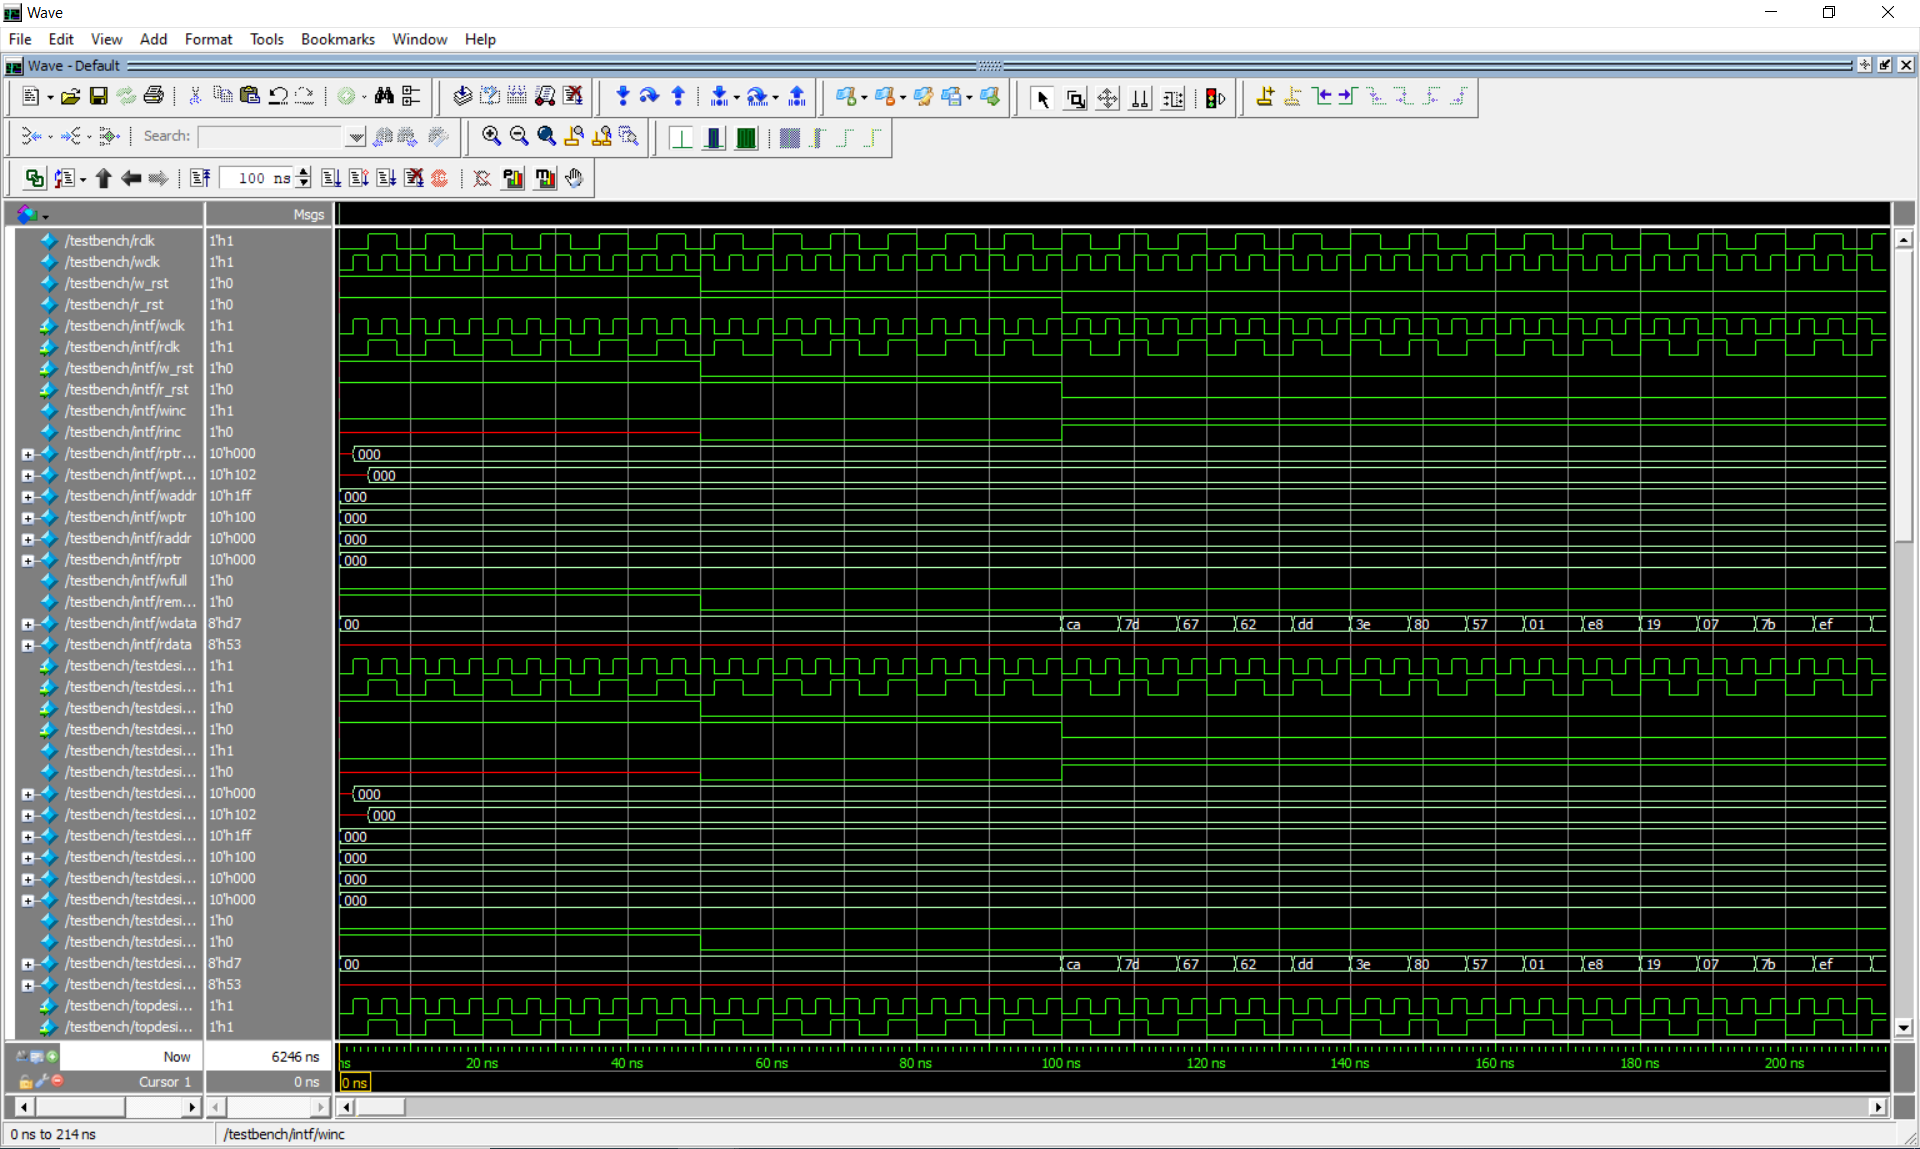 Wave
File Edit View Add Format Tools Bookmarks Window Help
Wave - Default
Search:
100 ns
Msgs
/testbench/rclk 1'h1
/testbench/wclk 1'h1
/testbench/w_rst 1'h0
/testbench/r_rst 1'h0
/testbench/intf/wclk 1'h1
/testbench/intf/rclk 1'h1
/testbench/intf/w_rst 1'h0
/testbench/intf/r_rst 1'h0
/testbench/intf/winc 1'h1
/testbench/intf/rinc 1'h0
/testbench/intf/rptr... 10'h000 000
/testbench/intf/wpt... 10'h102 000
/testbench/intf/waddr 10'h1ff 000
/testbench/intf/wptr 10'h100 000
/testbench/intf/raddr 10'h000 000
/testbench/intf/rptr 10'h000 000
/testbench/intf/wfull 1'h0
/testbench/intf/rem... 1'h0
/testbench/intf/wdata 8'hd7 00 ca 7d 67 62 dd 3e 80 57 01 e8 19 07 7b ef
/testbench/intf/rdata 8'h53
/testbench/testdesi... 1'h1
/testbench/testdesi... 1'h1
/testbench/testdesi... 1'h0
/testbench/testdesi... 1'h0
/testbench/testdesi... 1'h1
/testbench/testdesi... 1'h0
/testbench/testdesi... 10'h000 000
/testbench/testdesi... 10'h102 000
/testbench/testdesi... 10'h1ff 000
/testbench/testdesi... 10'h100 000
/testbench/testdesi... 10'h000 000
/testbench/testdesi... 10'h000 000
/testbench/testdesi... 1'h0
/testbench/testdesi... 1'h0
/testbench/testdesi... 8'hd7 00 ca 7d 67 62 dd 3e 80 57 01 e8 19 07 7b ef
/testbench/testdesi... 8'h53
/testbench/topdesi... 1'h1
/testbench/topdesi... 1'h1
Now 6246 ns ns 20 ns 40 ns 60 ns 80 ns 100 ns 120 ns 140 ns 160 ns 180 ns 200 ns
Cursor 1 0 ns 0 ns
0 ns to 214 ns /testbench/intf/winc